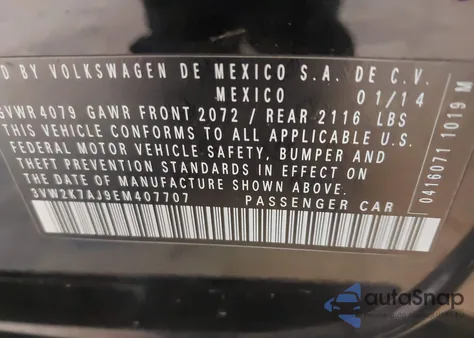 D BY VOLKSWAGEN DE MEXICO S.A. DE C.V.
MEXICO 01/14
GVWR 4079 GAWR FRONT 2072 / REAR 2116 LBS
THIS VEHICLE CONFORMS TO ALL APPLICABLE U.S.
FEDERAL MOTOR VEHICLE SAFETY, BUMPER AND
THEFT PREVENTION STANDARDS IN EFFECT ON
THE DATE OF MANUFACTURE SHOWN ABOVE.
3VW2K7AJ9EM407707 PASSENGER CAR
0416071 1019 M
autoSnap